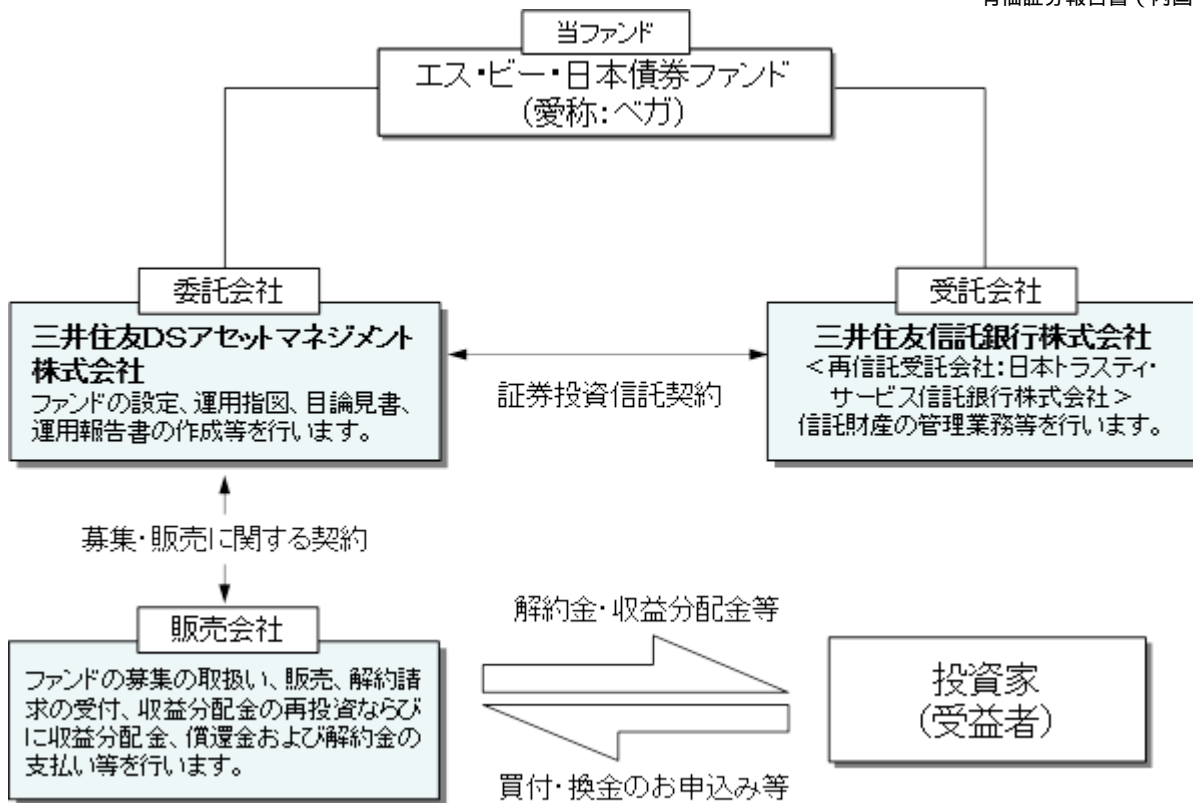 有価証券報告書（内国
当ファンド
エス・ビー・日本債券ファンド
(愛称:ベガ)
委託会社
三井住友DSアセットマネジメント
株式会社
ファンドの設定、運用指図、目論見書、
運用報告書の作成等を行います。
証券投資信託契約
受託会社
三井住友信託銀行株式会社
<再信託受託会社:日本トラスティ・
サービス信託銀行株式会社>
信託財産の管理業務等を行います。
募集・販売に関する契約
販売会社
ファンドの募集の取扱い、販売、解約請
求の受付、収益分配金の再投資ならび
に収益分配金、償還金および解約金の
支払い等を行います。
解約金・収益分配金等
買付・換金のお申込み等
投資家
(受益者)